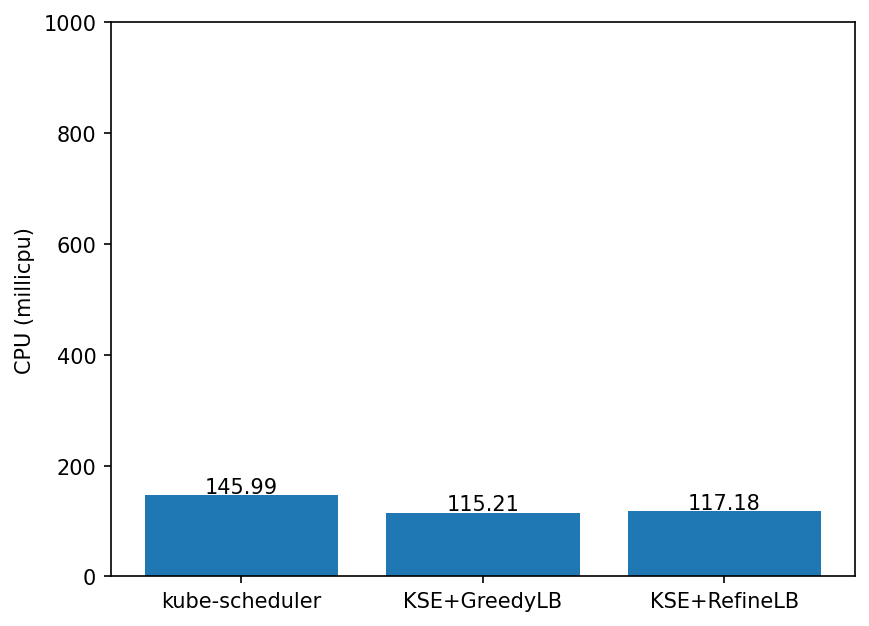 1000
800
600
400
200
0
CPU (millicpu)
145.99
115.21
117.18
kube-scheduler
KSE+GreedyLB
KSE+RefineLB